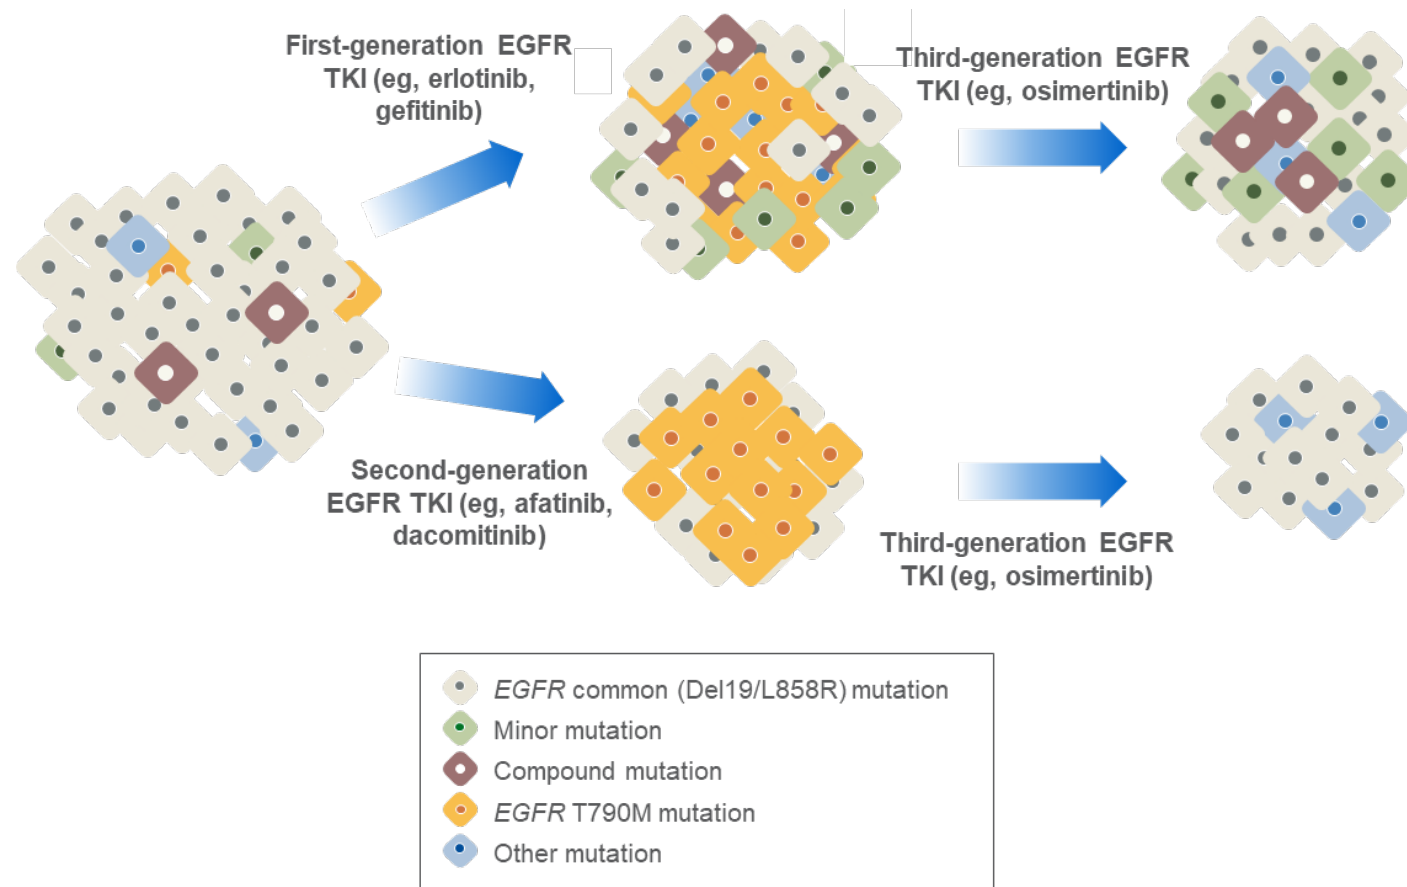 First-generation EGFR
TKI (eg, erlotinib,
gefitinib)
Third-generation EGFR
TKI (eg, osimertinib)
Second-generation
EGFR TKI (eg, afatinib,
dacomitinib)
Third-generation EGFR
TKI (eg, osimertinib)
EGFR common (Del19/L858R) mutation
Minor mutation
Compound mutation
EGFR T790M mutation
Other mutation